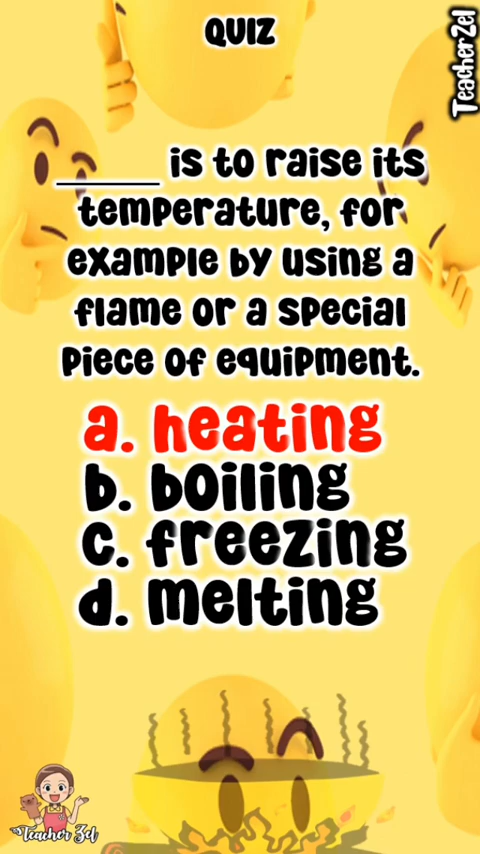 QUIZ
TeacherZel
_____ is to raise its
temperature, for
example by using a
flame or a special
piece of equipment.
a. heating
b. boiling
c. freezing
d. melting
Teacher Zel